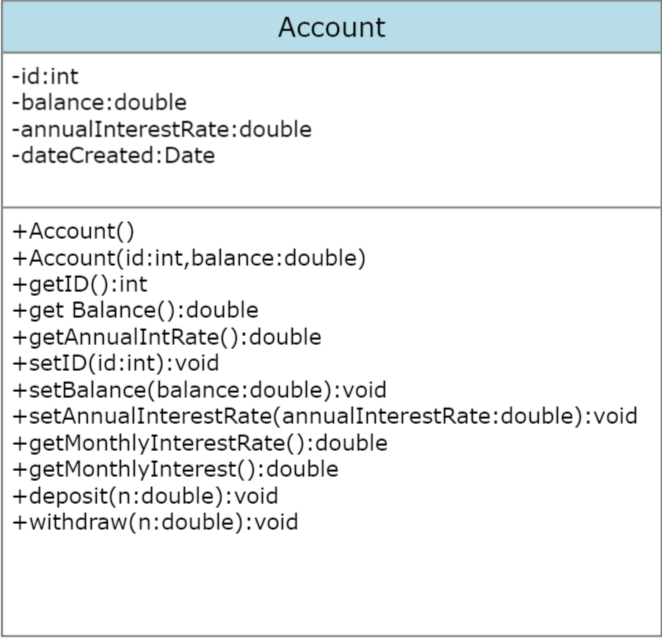 Account
-id:int
-balance:double
-annualInterestRate:double
-dateCreated:Date
+Account()
+Account(id:int,balance:double)
+getID():int
+get Balance():double
+getAnnualIntRate():double
+setID(id:int):void
+setBalance(balance:double):void
+setAnnualInterestRate(annualInterestRate:double):void
+getMonthlyInterestRate():double
+getMonthlyInterest():double
+deposit(n:double):void
+withdraw(n:double):void